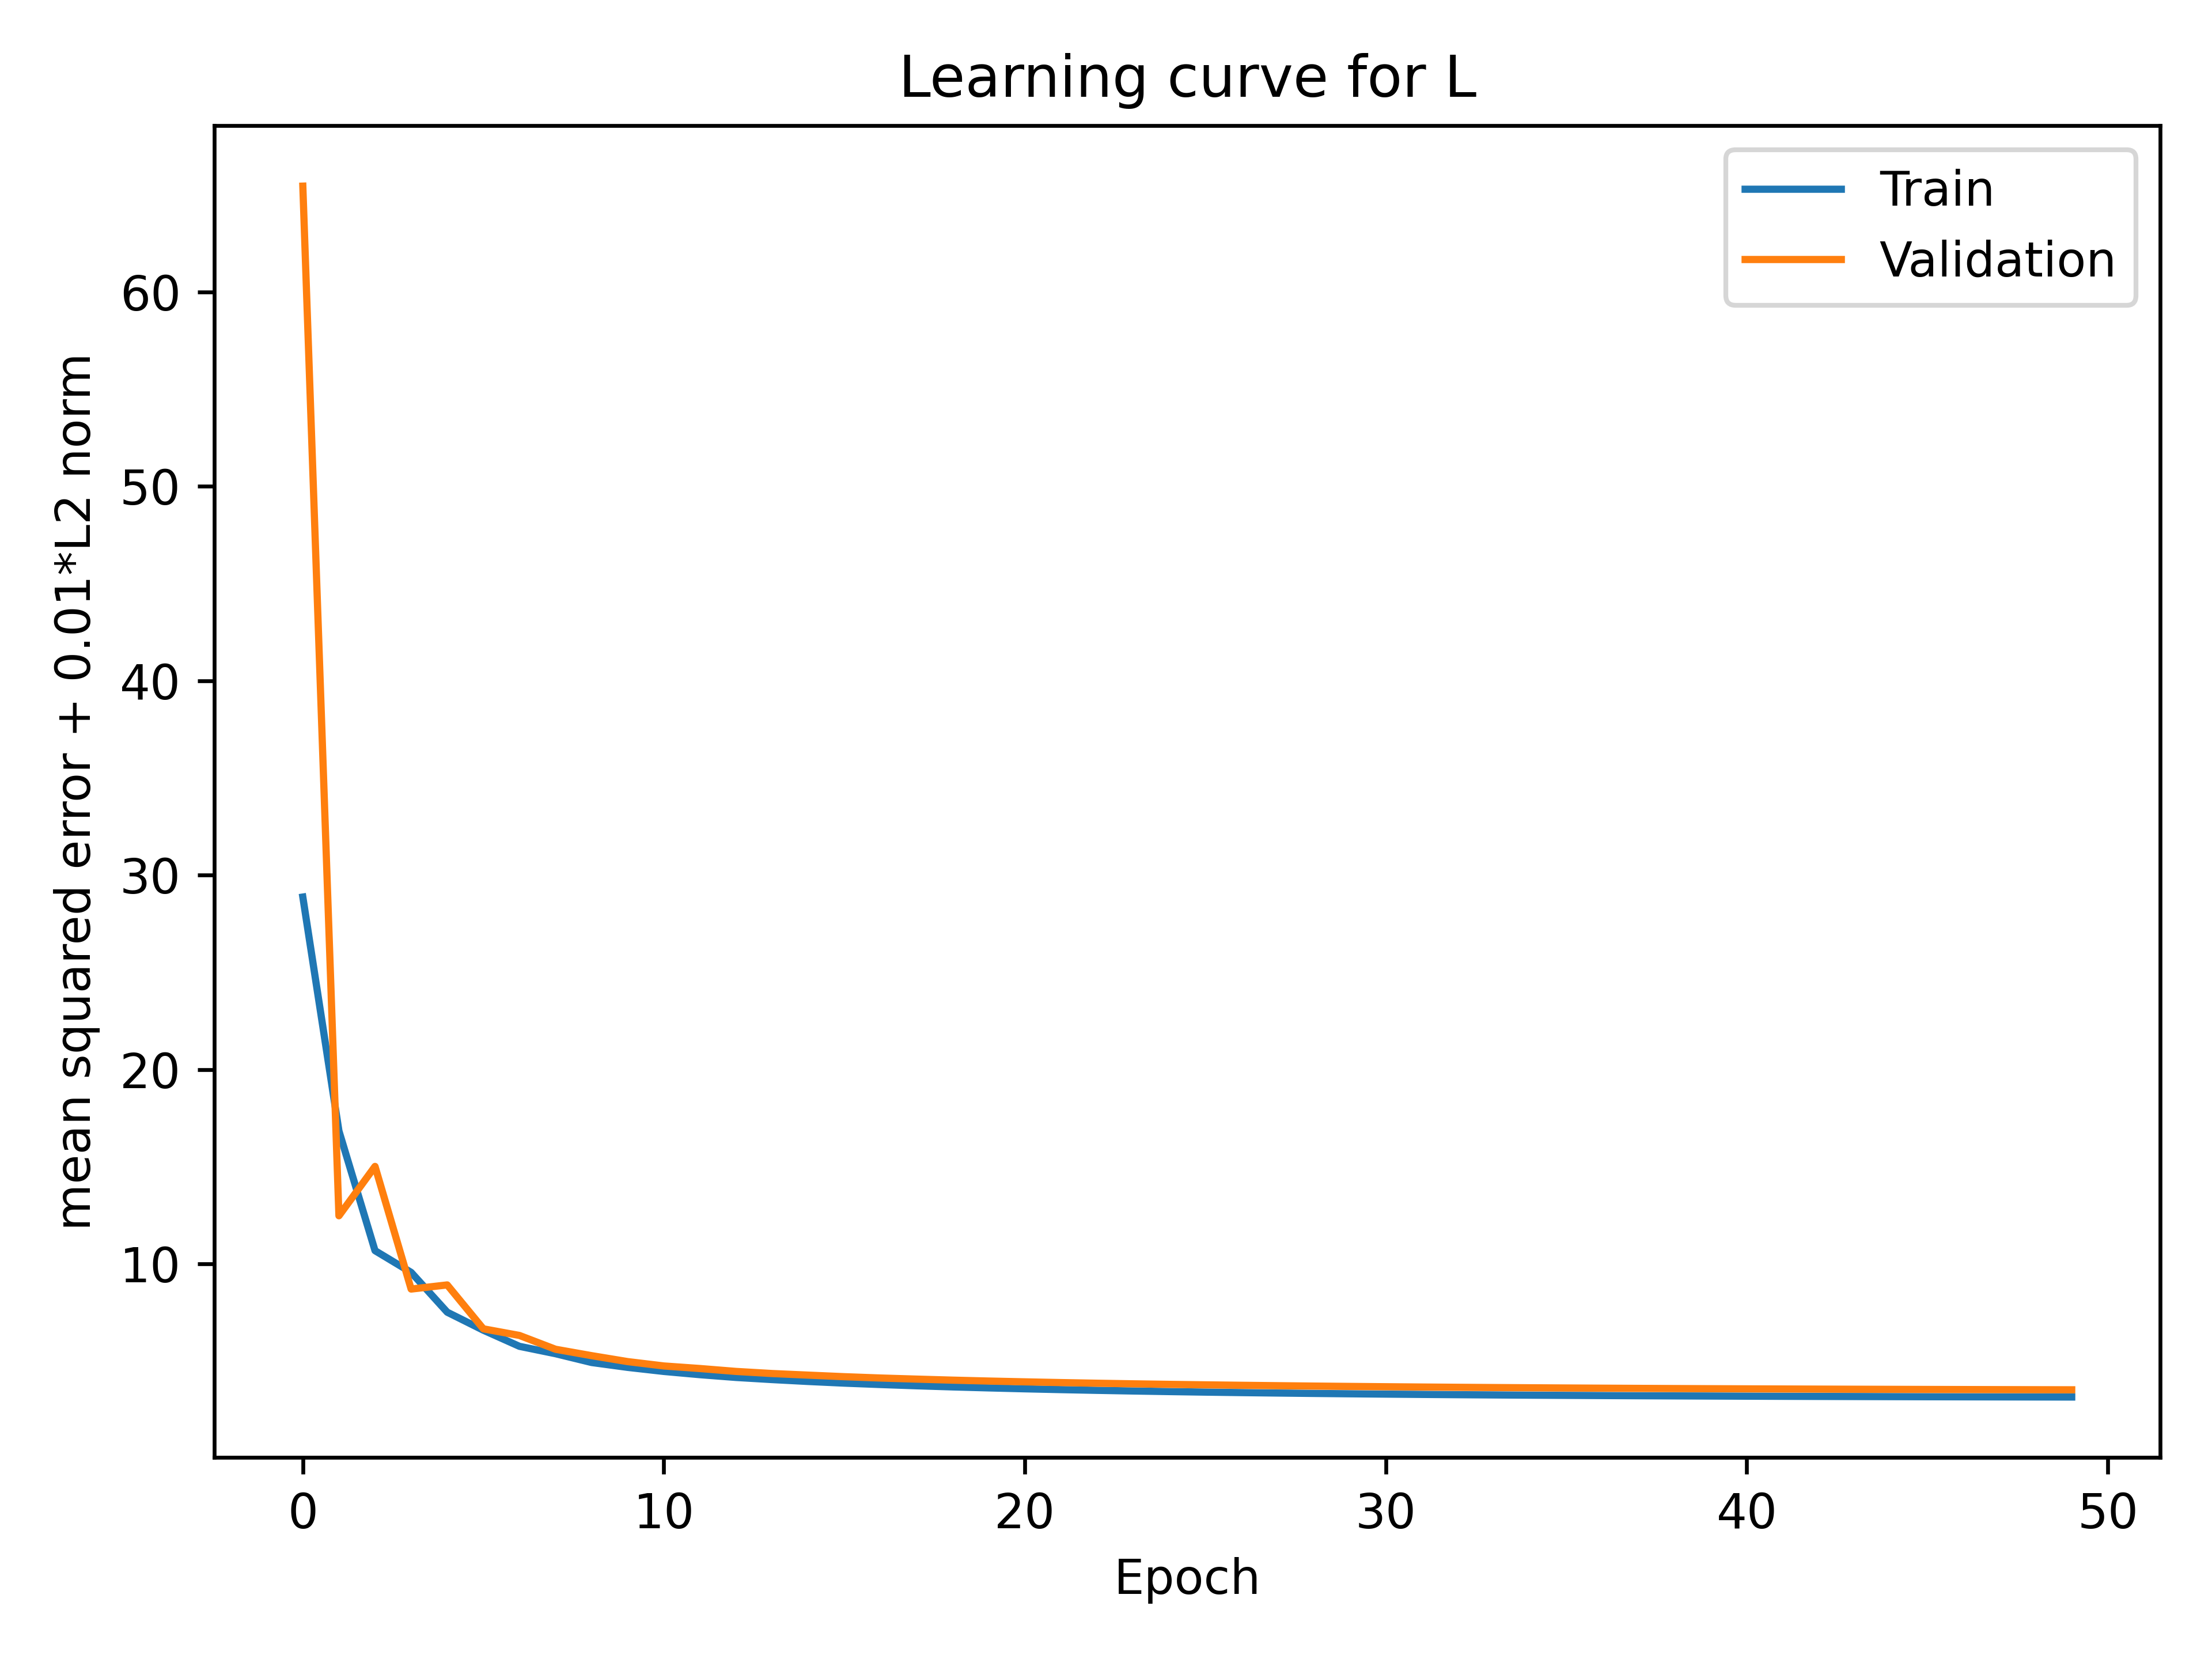 Learning curve for L
Train
Validation
60
50
40
30
20
10
mean squared error + 0.01*L2 norm
0 10 20 30 40 50
Epoch